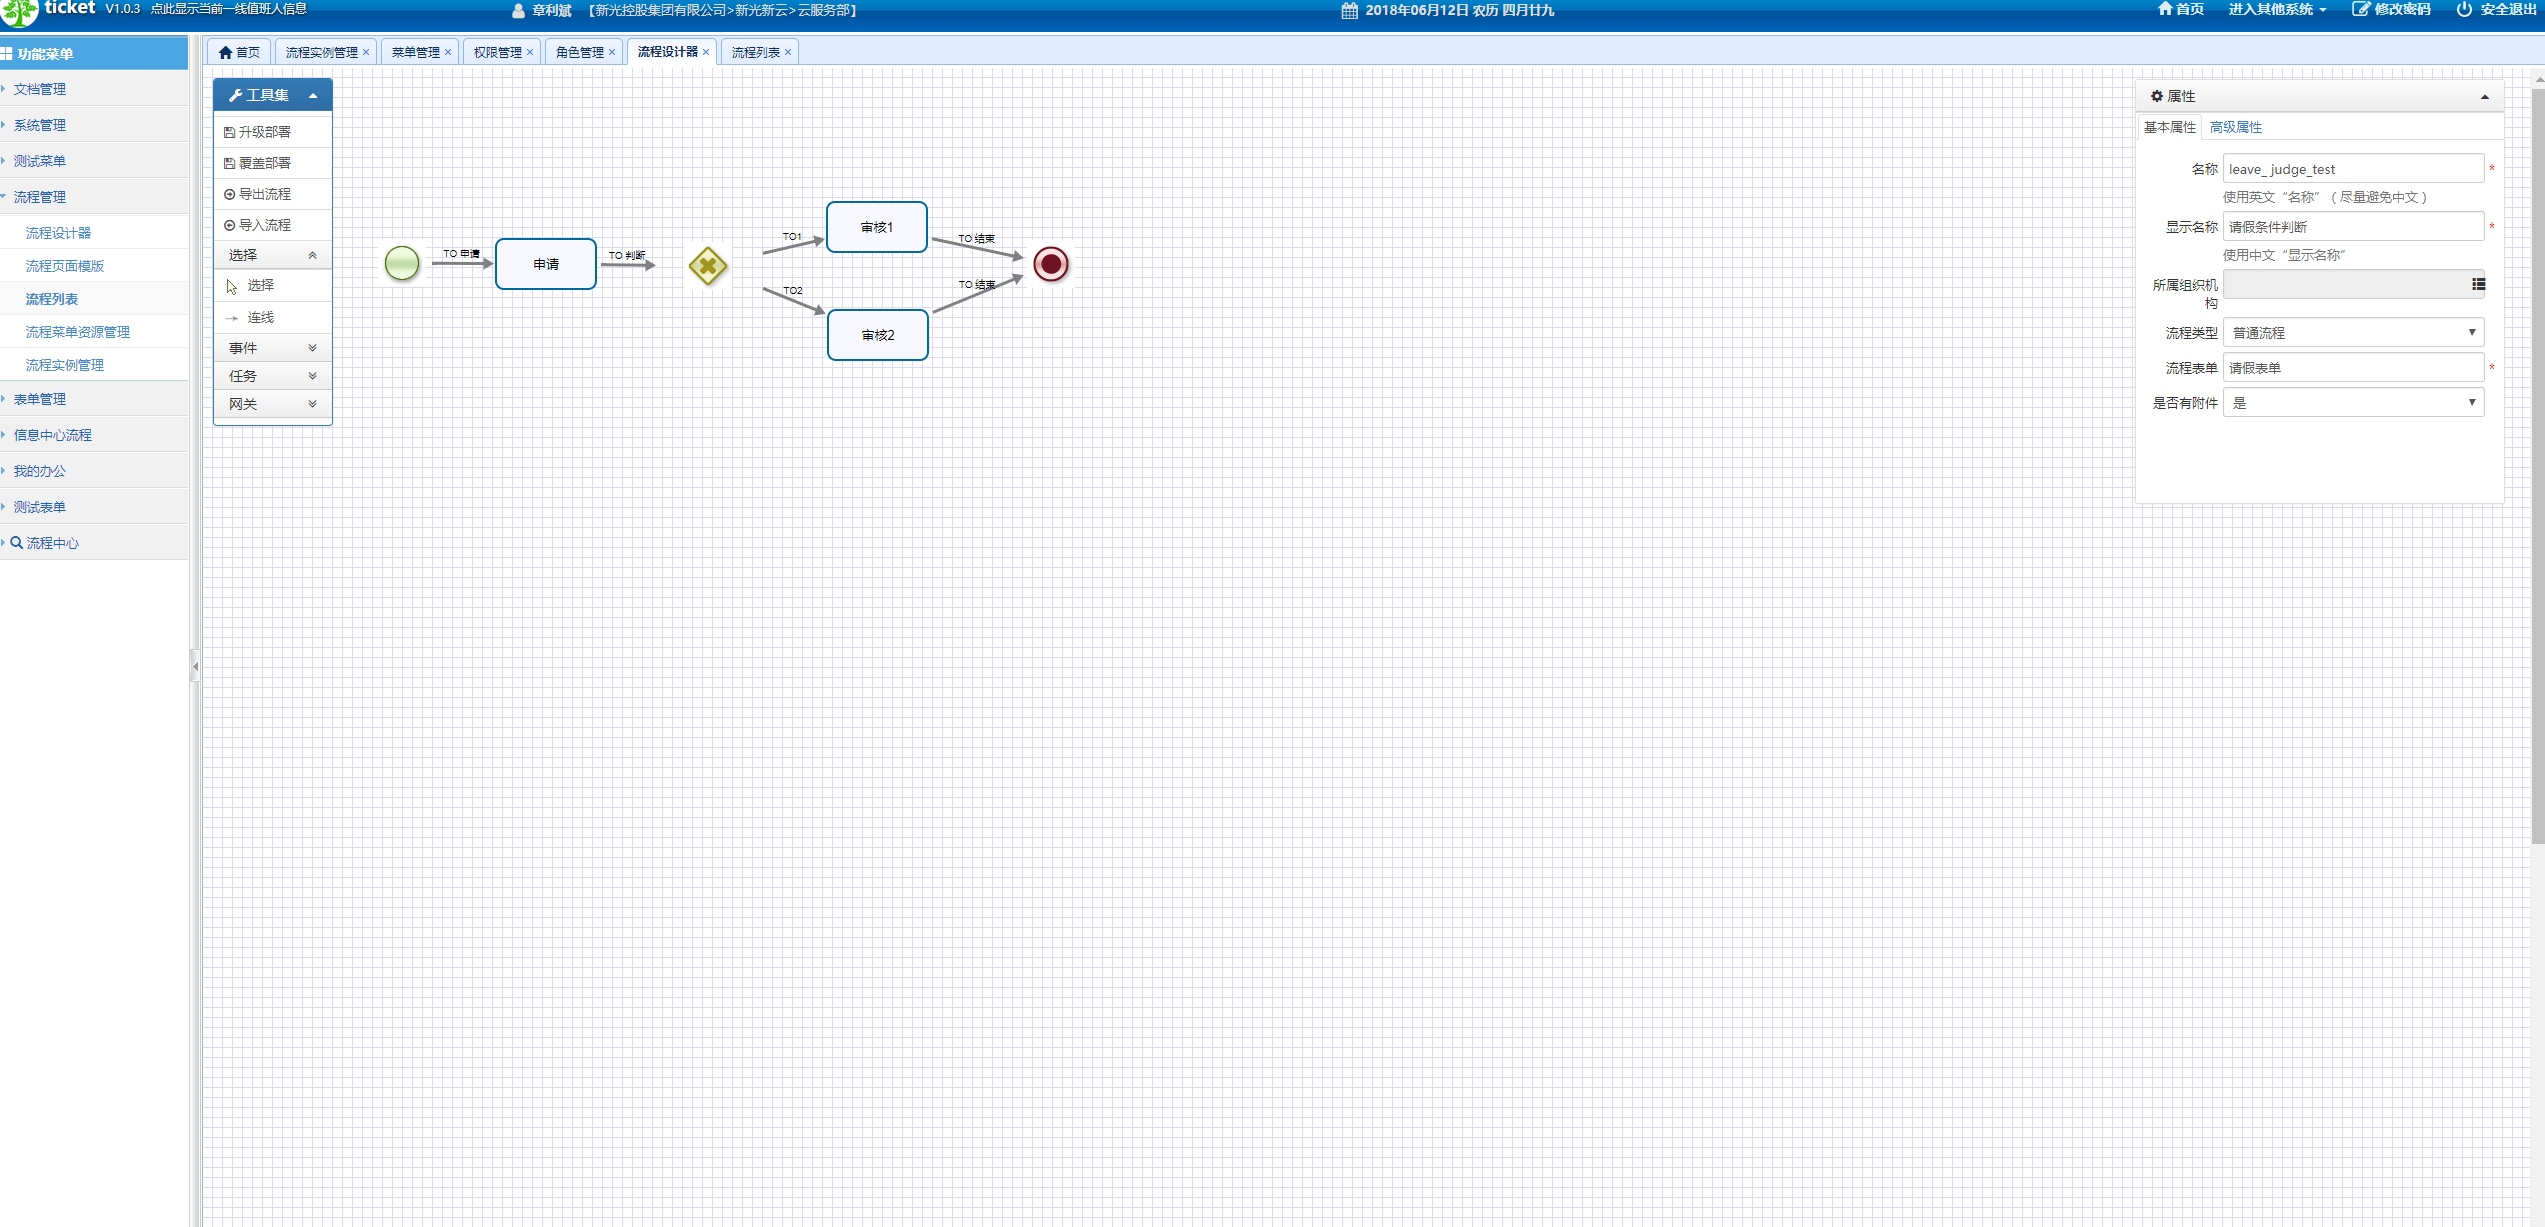 ticket V1.0.3 点此显示当前一线值班人信息
章利斌 【新光控股集团有限公司>新光新云>云服务部】
2018年06月12日 农历 四月廿九
首页 进入其他系统 修改密码 安全退出
功能菜单
文档管理
系统管理
测试菜单
流程管理
流程设计器
流程页面模版
流程列表
流程菜单资源管理
流程实例管理
表单管理
信息中心流程
我的办公
测试表单
流程中心
首页 流程实例管理 × 菜单管理 × 权限管理 × 角色管理 × 流程设计器 × 流程列表 ×
工具集
升级部署
覆盖部署
导出流程
导入流程
选择
选择
连线
事件
任务
网关
TO 申请
申请
TO 判断
TO1
审核1
TO 结束
TO2
审核2
TO 结束
属性
基本属性 高级属性
名称 leave_ judge_test *
使用英文“名称”（尽量避免中文）
显示名称 请假条件判断 *
使用中文“显示名称”
所属组织机
构
流程类型 普通流程
流程表单 请假表单 *
是否有附件 是